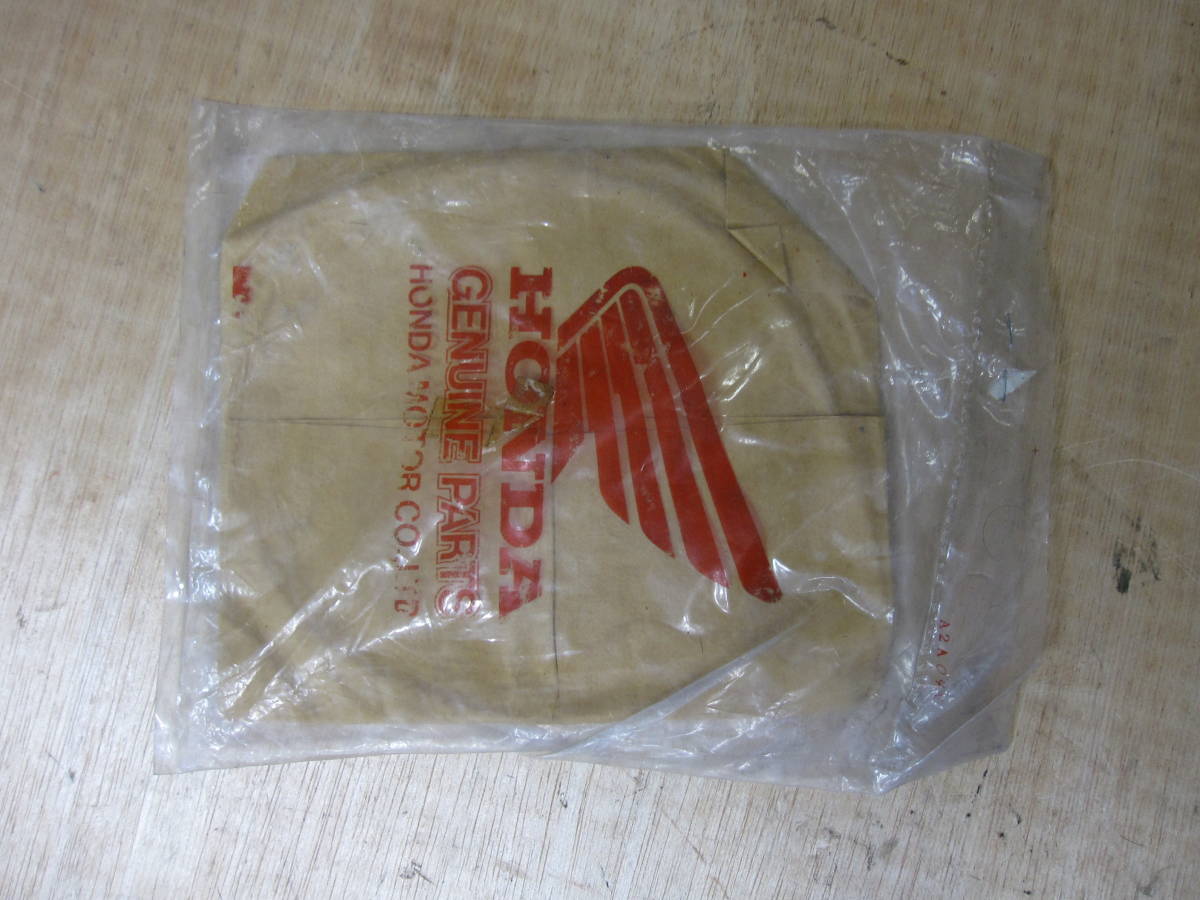 HONDA
GENUINE PARTS
HONDA MOTOR CO., LTD